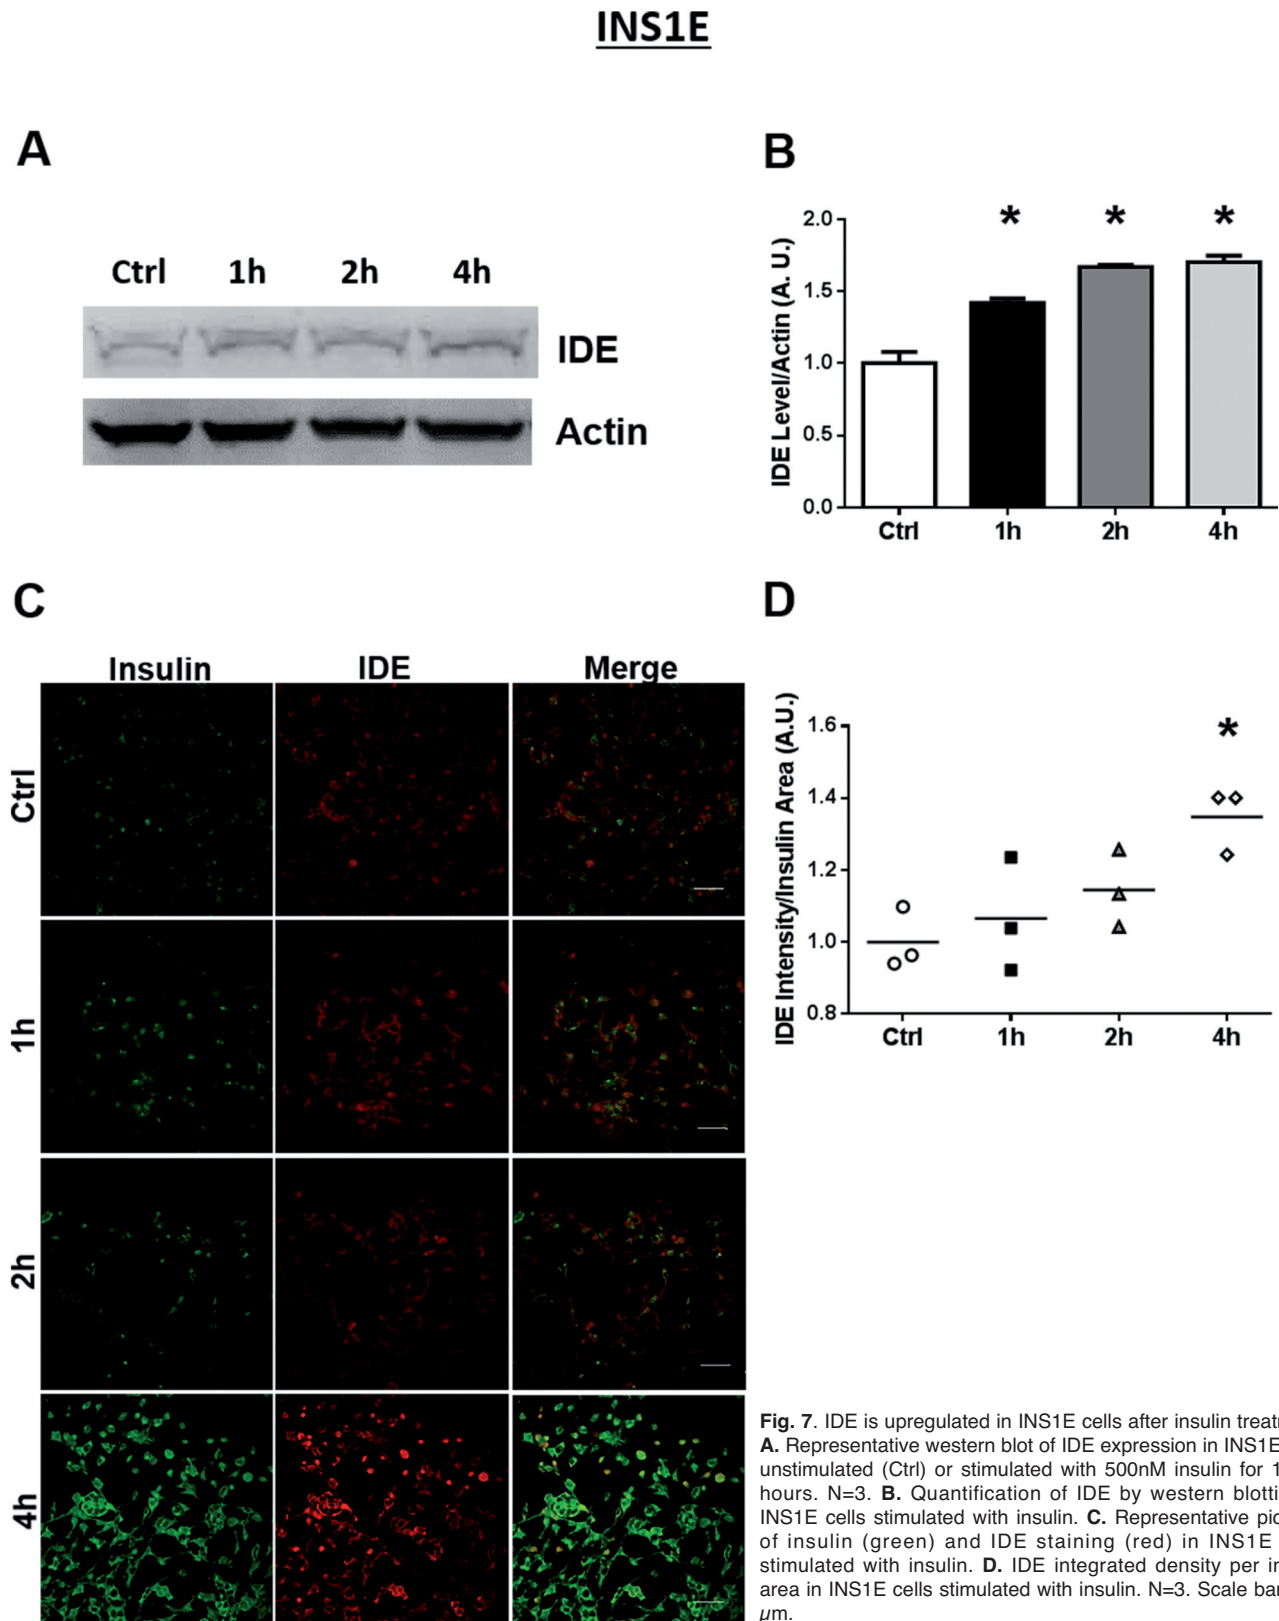 INS1E
A
Ctrl 1h 2h 4h
IDE
Actin
B
IDE Level/Actin (A. U.)
2.0
1.5
1.0
0.5
0.0
* * *
Ctrl 1h 2h 4h
C
Insulin IDE Merge
Ctrl
1h
2h
4h
D
IDE Intensity/Insulin Area (A.U.)
1.6
1.4
1.2
1.0
0.8
*
Ctrl 1h 2h 4h
Fig. 7. IDE is upregulated in INS1E cells after insulin treat
A. Representative western blot of IDE expression in INS1E
unstimulated (Ctrl) or stimulated with 500nM insulin for 1
hours. N=3. B. Quantification of IDE by western blotti
INS1E cells stimulated with insulin. C. Representative pic
of insulin (green) and IDE staining (red) in INS1E
stimulated with insulin. D. IDE integrated density per in
area in INS1E cells stimulated with insulin. N=3. Scale bar
µm.